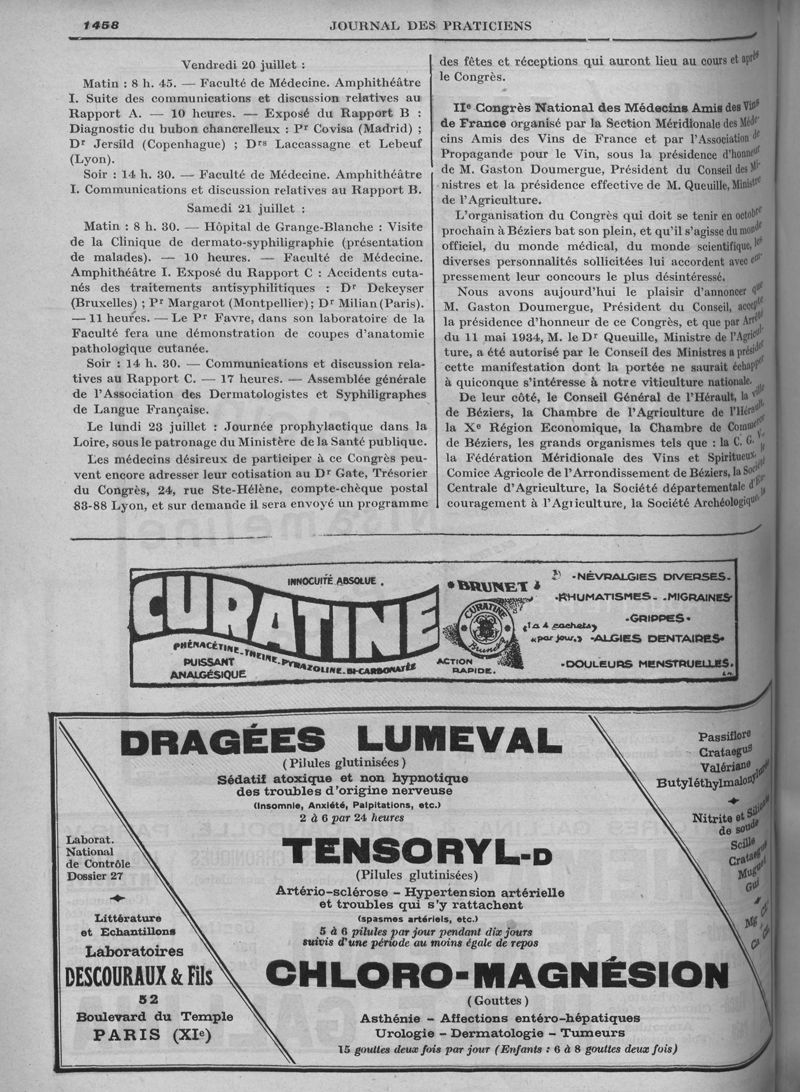 1458
JOURNAL DES PRATICIENS
Vendredi 20 juillet :
Matin : 8 h. 45. — Faculté de Médecine. Amphithéâtre
I. Suite des communications et discussion relatives au
Rapport A. — 10 heures. — Exposé du Rapport B :
Diagnostic du bubon chancrelleux : Pr Covisa (Madrid) ;
Dr Jersild (Copenhague) ; Drs Laccassagne et Lebeuf
(Lyon).
Soir : 14 h. 30. — Faculté de Médecine. Amphithéâtre
I. Communications et discussion relatives au Rapport B.
Samedi 21 juillet :
Matin : 8 h. 30. — Hôpital de Grange-Blanche : Visite
de la Clinique de dermato-syphiligraphie (présentation
de malades). — 10 heures. — Faculté de Médecine.
Amphithéâtre I. Exposé du Rapport C : Accidents cuta-
nés des traitements antisyphilitiques : Dr Dekeyser
(Bruxelles) ; Pr Margarot (Montpellier) ; Dr Milian (Paris).
— 11 heures. — Le Pr Favre, dans son laboratoire de la
Faculté fera une démonstration de coupes d'anatomie
pathologique cutanée.
Soir : 14 h. 30. — Communications et discussion rela-
tives au Rapport C. — 17 heures. — Assemblée générale
de l'Association des Dermatologistes et Syphiligraphes
de Langue Française.
Le lundi 23 juillet : Journée prophylactique dans la
Loire, sous le patronage du Ministère de la Santé publique.
Les médecins désireux de participer à ce Congrès peu-
vent encore adresser leur cotisation au Dr Gate, Trésorier
du Congrès, 24, rue Ste-Hélène, compte-chèque postal
83-88 Lyon, et sur demande il sera envoyé un programme
des fêtes et réceptions qui auront lieu au cours et après
le Congrès.
IIe Congrès National des Médecins Amis des Vins
de France organisé par la Section Méridionale des Méde-
cins Amis des Vins de France et par l'Association de
Propagande pour le Vin, sous la présidence d'honneur
de M. Gaston Doumergue, Président du Conseil des Mi-
nistres et la présidence effective de M. Queuille, Ministre
de l'Agriculture.
L'organisation du Congrès qui doit se tenir en octobre
prochain à Béziers bat son plein, et qu'il s'agisse du monde
officiel, du monde médical, du monde scientifique, les
diverses personnalités sollicitées lui accordent avec em-
pressement leur concours le plus désintéressé.
Nous avons aujourd'hui le plaisir d'annoncer que
M. Gaston Doumergue, Président du Conseil, accepte
la présidence d'honneur de ce Congrès, et que par Arrêté
du 11 mai 1934, M. le Dr Queuille, Ministre de l'Agricul-
ture, a été autorisé par le Conseil des Ministres a présider
cette manifestation dont la portée ne saurait échapper
à quiconque s'intéresse à notre viticulture nationale.
De leur côté, le Conseil Général de l'Hérault, la ville
de Béziers, la Chambre de l'Agriculture de l'Hérault,
la Xe Région Economique, la Chambre de Commerce
de Béziers, les grands organismes tels que : la C. G. V.
la Fédération Méridionale des Vins et Spiritueux,
Comice Agricole de l'Arrondissement de Béziers, la Société
Centrale d'Agriculture, la Société départementale d'En-
couragement à l'Agriculture, la Société Archéologique
CURATINE
INNOCUITÉ ABSOLUE.
PHÉNACÉTINE-THEINE-PYRAZOLINE-BI-CARBONATÉE
PUISSANT
ANALGÉSIQUE
"BRUNET"
CURATINE
Brunet
ACTION
RAPIDE.
«1 a 4 cachets»
«par jour.»
-NÉVRALGIES DIVERSES-
-RHUMATISMES- -MIGRAINES-
-GRIPPES-
-ALGIES DENTAIRES-
-DOULEURS MENSTRUELLES.
DRAGÉES LUMEVAL
(Pilules glutinisées)
Sédatif atoxique et non hypnotique
des troubles d'origine nerveuse
(Insomnie, Anxiété, Palpitations, etc.)
2 à 6 par 24 heures
Passiflore
Crataegus
Valériane
Butyléthylmalonylurée
Laborat.
National
de Contrôle
Dossier 27
TENSORYL-D
(Pilules glutinisées)
Artério-sclérose - Hypertension artérielle
et troubles qui s'y rattachent
(spasmes artériels, etc.)
5 à 6 pilules par jour pendant dix jours
suivis d'une période au moins égale de repos
Nitrite et Silicate
de soude
Scille
Crataegus
Muguet
Gui
Littérature
et Echantillons
Laboratoires
DESCOURAUX & Fils
52
Boulevard du Temple
PARIS (XIe)
CHLORO-MAGNÉSION
(Gouttes)
Asthénie - Affections entéro-hépatiques
Urologie - Dermatologie - Tumeurs
15 gouttes deux fois par jour (Enfants : 6 à 8 gouttes deux fois)
Mg Cl
Ca Cl